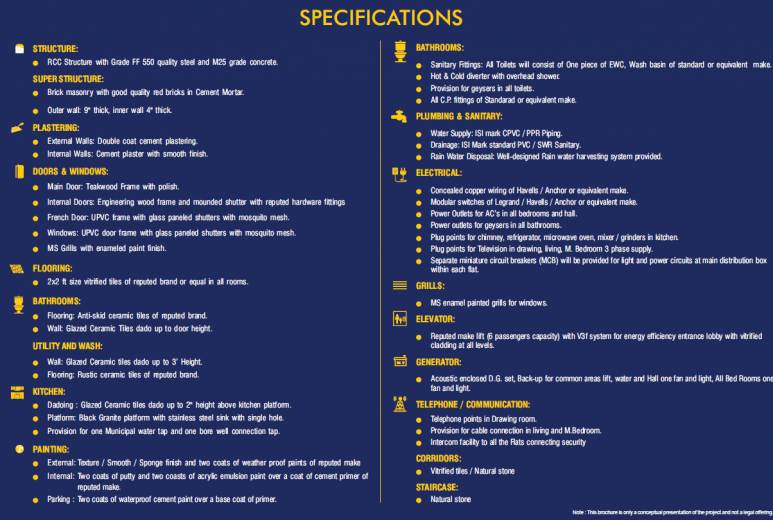 SPECIFICATIONS
STRUCTURE:
RCC Structure with Grade FF 550 quality steel and M25 grade concrete.
SUPER STRUCTURE:
Brick masonry with good quality red bricks in Cement Mortar.
Outer wall: 9" thick, inner wall 4" thick.
PLASTERING:
External Walls: Double coat cement plastering.
Internal Walls: Cement plaster with smooth finish.
DOORS & WINDOWS:
Main Door: Teakwood Frame with polish.
Internal Doors: Engineering wood frame and mounded shutter with reputed hardware fittings
French Door: UPVC frame with glass paneled shutters with mosquito mesh.
Windows: UPVC door frame with glass paneled shutters with mosquito mesh.
MS Grills with enameled paint finish.
FLOORING:
2x2 ft size vitrified tiles of reputed brand or equal in all rooms.
BATHROOMS:
Flooring: Anti-skid ceramic tiles of reputed brand.
Wall: Glazed Ceramic Tiles dado up to door height.
UTILITY AND WASH:
Wall: Glazed Ceramic tiles dado up to 3' Height.
Flooring: Rustic ceramic tiles of reputed brand.
KITCHEN:
Dadoing : Glazed Ceramic tiles dado up to 2" height above kitchen platform.
Platform: Black Granite platform with stainless steel sink with single hole.
Provision for one Municipal water tap and one bore well connection tap.
PAINTING:
External: Texture / Smooth / Sponge finish and two coats of weather proof paints of reputed make
Internal: Two coats of putty and two coasts of acrylic emulsion paint over a coat of cement primer of
reputed make.
Parking : Two coats of waterproof cement paint over a base coat of primer.
BATHROOMS:
Sanitary Fittings: All Toilets will consist of One piece of EWC, Wash basin of standard or equivalent make.
Hot & Cold diverter with overhead shower.
Provision for geysers in all toilets.
All C.P. fittings of Standarad or equivalent make.
PLUMBING & SANITARY:
Water Supply: ISI mark CPVC / PPR Piping.
Drainage: ISI Mark standard PVC / SWR Sanitary.
Rain Water Disposal: Well-designed Rain water harvesting system provided.
ELECTRICAL:
Concealed copper wiring of Havells / Anchor or equivalent make.
Modular switches of Legrand / Havells / Anchor or equivalent make.
Power Outlets for AC's in all bedrooms and hall.
Power outlets for geysers in all bathrooms.
Plug points for chimney, refrigerator, microwave oven, mixer / grinders in kitchen.
Plug points for Television in drawing, living, M. Bedroom 3 phase supply.
Separate miniature circuit breakers (MCB) will be provided for light and power circuits at main distribution box
within each flat.
GRILLS:
MS enamel painted grills for windows.
ELEVATOR:
Reputed make lift (6 passengers capacity) with V3f system for energy efficiency entrance lobby with vitrified
cladding at all levels.
GENERATOR:
Acoustic enclosed D.G. set, Back-up for common areas lift, water and Hall one fan and light, All Bed Rooms one
fan and light.
TELEPHONE / COMMUNICATION:
Telephone points in Drawing room.
Provision for cable connection in living and M.Bedroom.
Intercom facility to all the flats connecting security
CORRIDORS:
Vitrified tiles / Natural stone
STAIRCASE:
Natural stone
Note : This brochure is only a conceptual presentation of the project and not a legal offering.